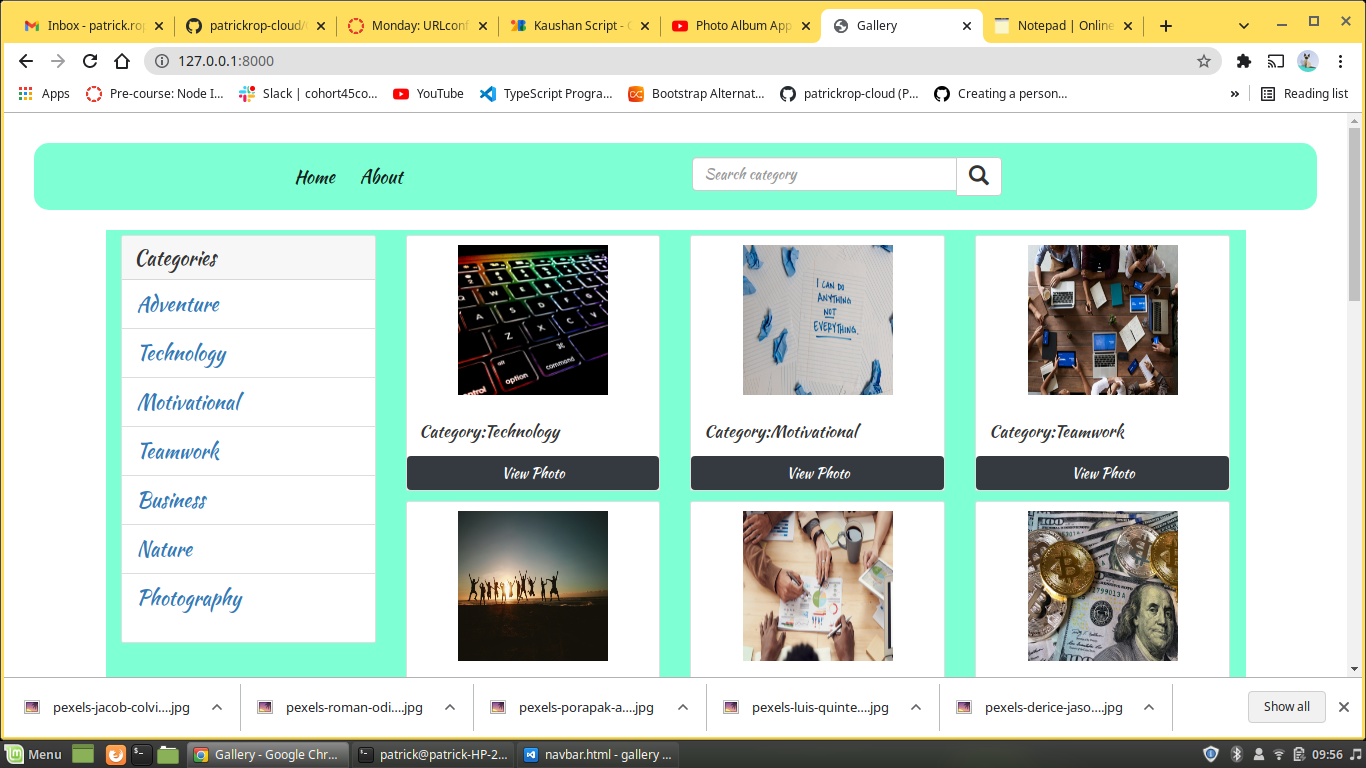 Inbox - patrick.rop
patrickrop-cloud/
Monday: URLconf
Kaushan Script -
Photo Album App
Gallery
Notepad | Online
127.0.0.1:8000
Apps
Pre-course: Node I...
Slack | cohort45co...
YouTube
TypeScript Progra...
Bootstrap Alternat...
patrickrop-cloud (P...
Creating a person...
»
Reading list
Home
About
Search category
Categories
Adventure
Technology
Motivational
Teamwork
Business
Nature
Photography
Z
X
A
S
D
option
command
Category:Technology
View Photo
I CAN DO
ANYTHING
NOT
EVERYTHING.
Category:Motivational
View Photo
Category:Teamwork
View Photo
100
pexels-jacob-colvi....jpg
pexels-roman-odi....jpg
pexels-porapak-a....jpg
pexels-luis-quinte....jpg
pexels-derice-jaso....jpg
Show all
Menu
Gallery - Google Chr...
patrick@patrick-HP-2...
navbar.html - gallery ...
09:56